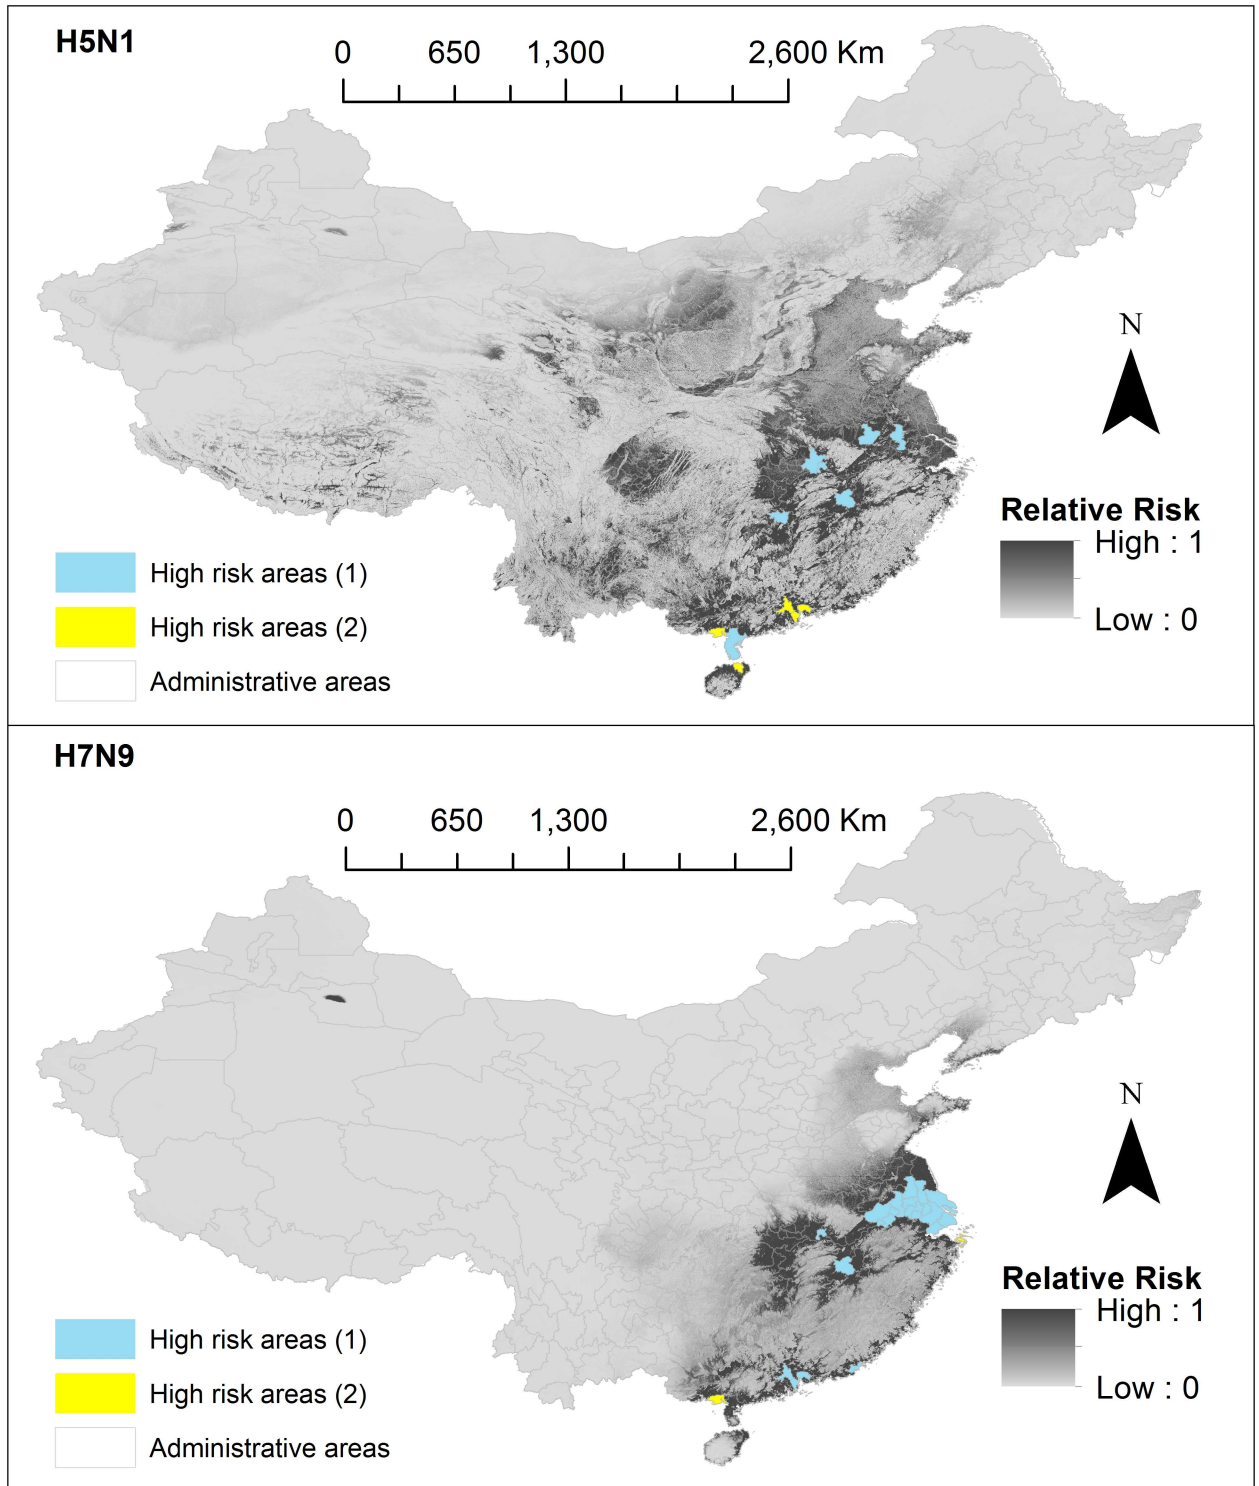 H5N1
0 650 1,300 2,600 Km
N
Relative Risk
High : 1
Low : 0
High risk areas (1)
High risk areas (2)
Administrative areas
H7N9
0 650 1,300 2,600 Km
N
Relative Risk
High : 1
Low : 0
High risk areas (1)
High risk areas (2)
Administrative areas